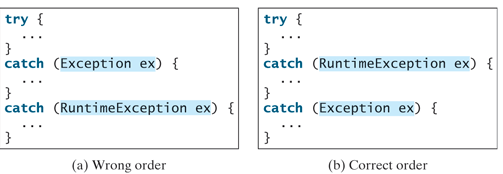 try {
  ...
}
catch (Exception ex) {
  ...
}
catch (RuntimeException ex) {
  ...
}
(a) Wrong order
try {
  ...
}
catch (RuntimeException ex) {
  ...
}
catch (Exception ex) {
  ...
}
(b) Correct order